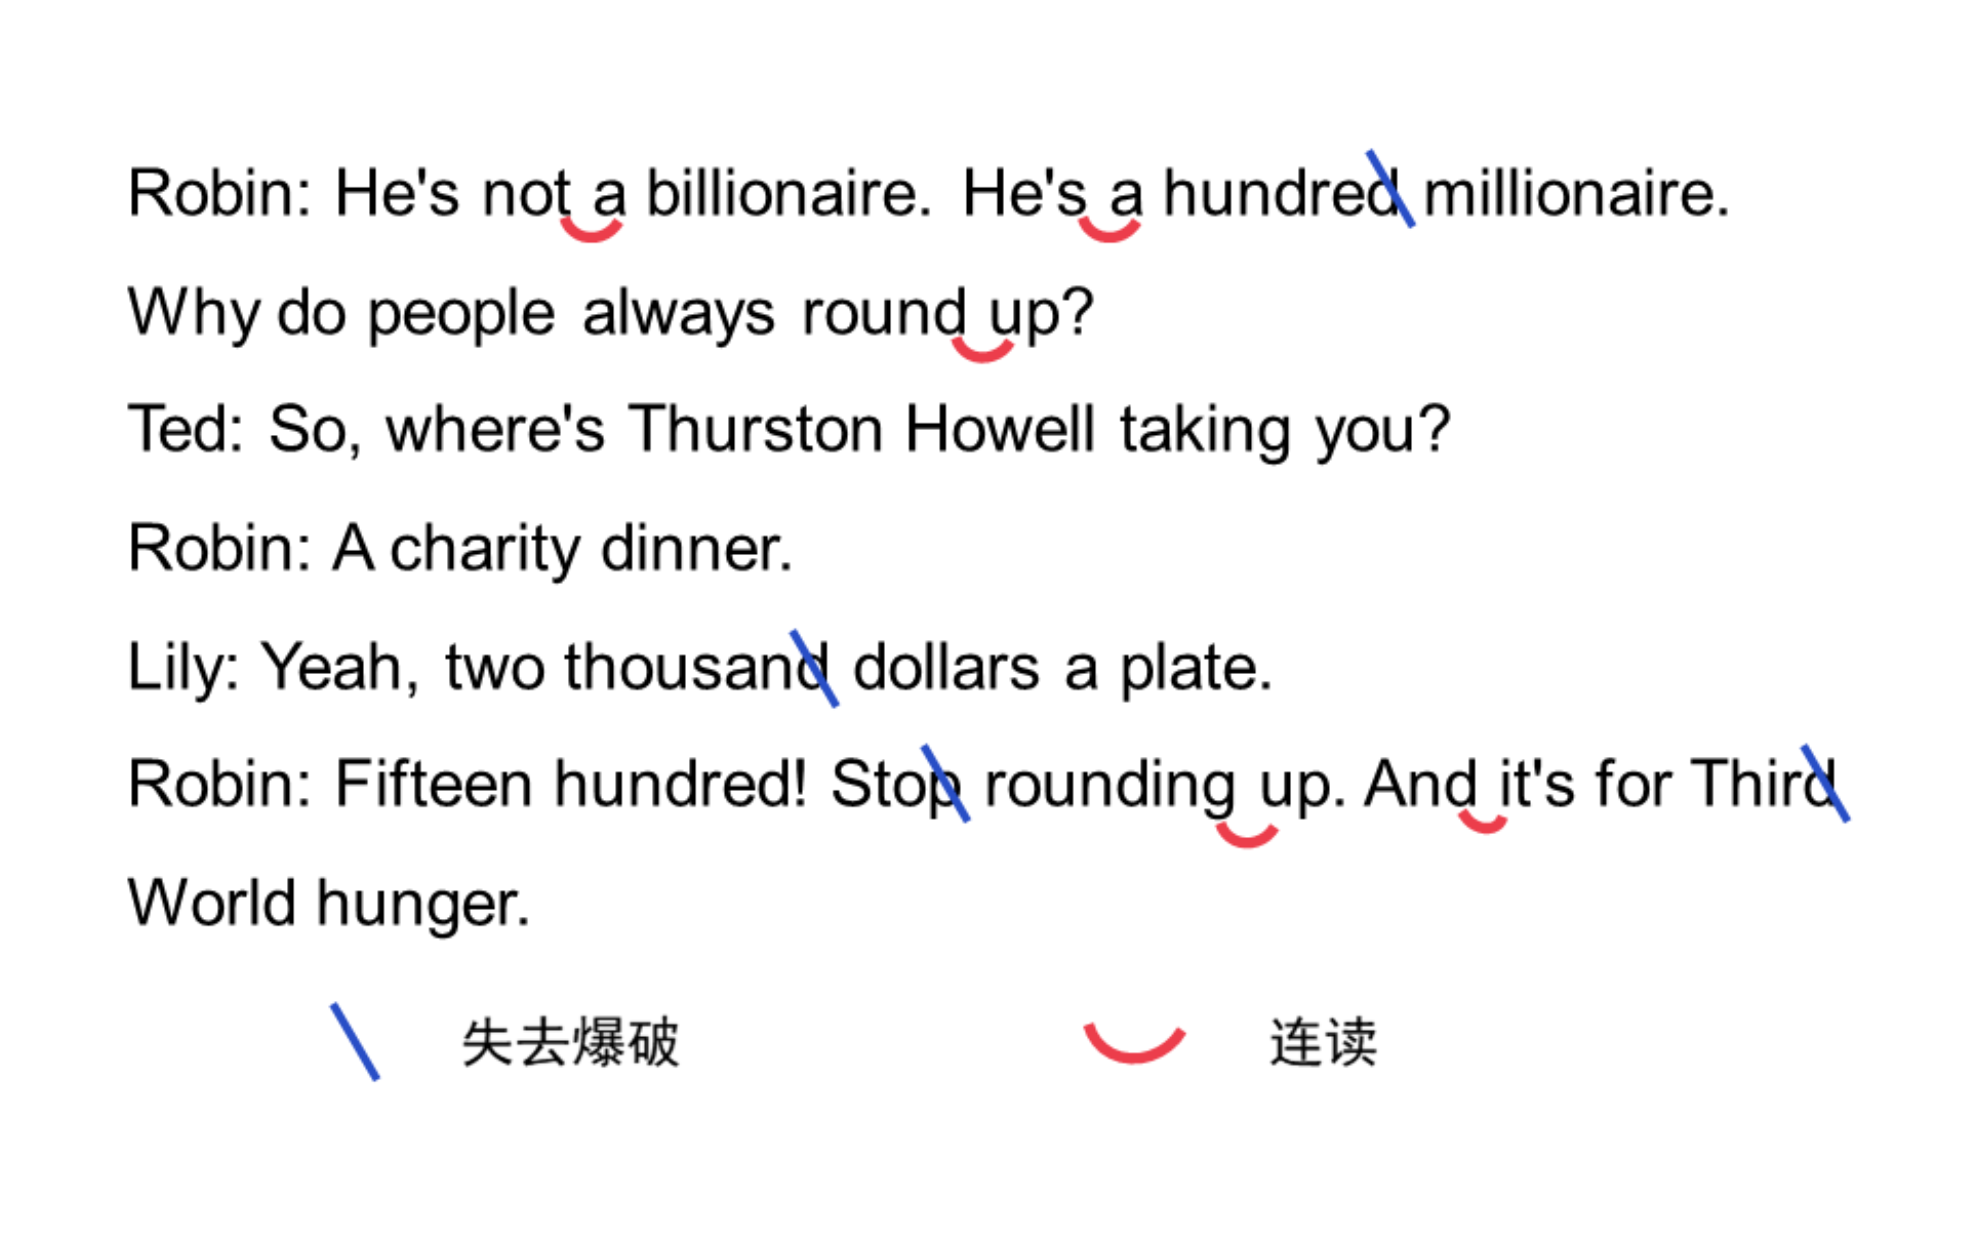 Robin: He's not a billionaire. He's a hundred millionaire.
Why do people always round up?
Ted: So, where's Thurston Howell taking you?
Robin: A charity dinner.
Lily: Yeah, two thousand dollars a plate.
Robin: Fifteen hundred! Stop rounding up. And it's for Third
World hunger.
失去爆破 连读